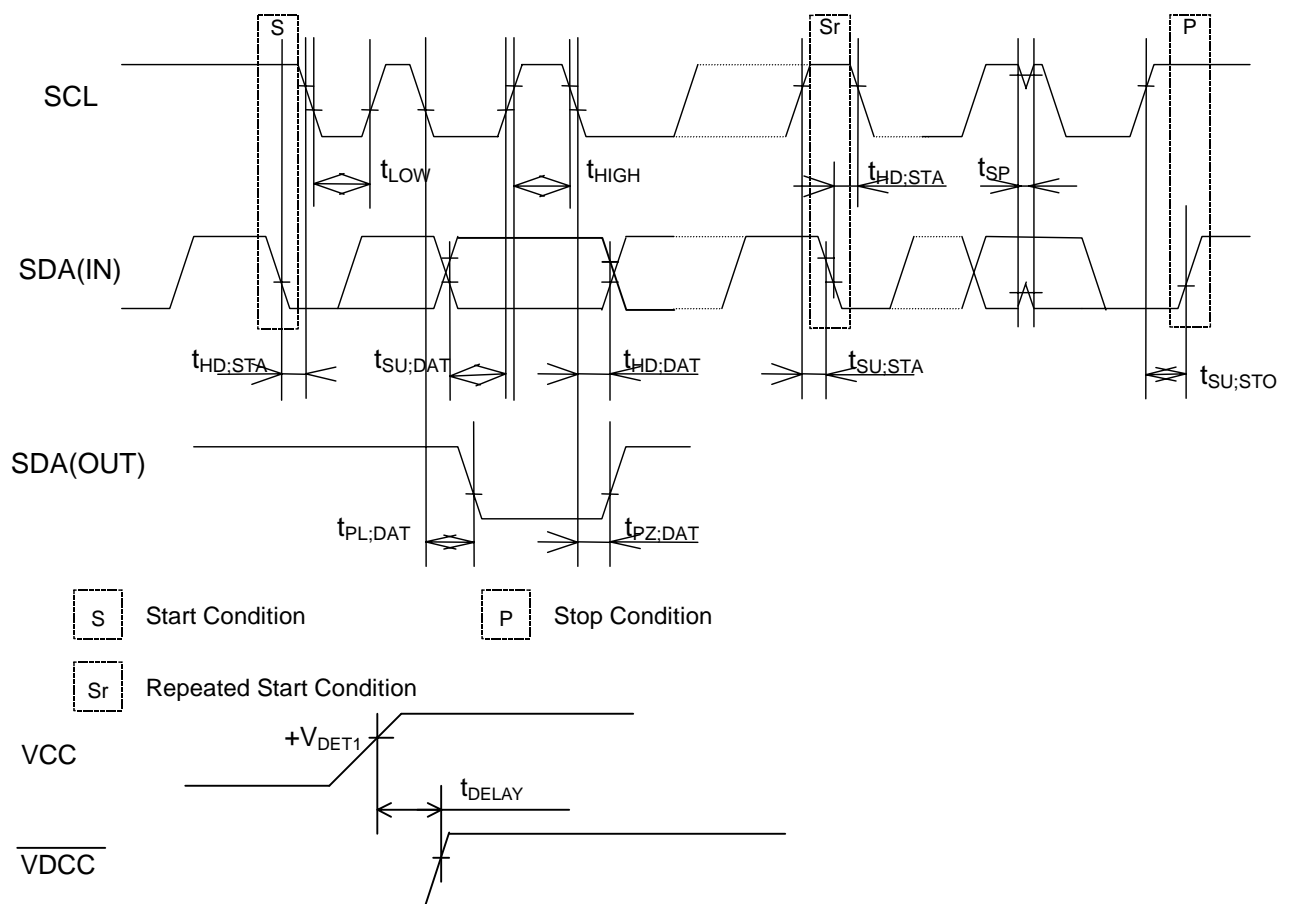 S Sr P
SCL
tLOW tHIGH tHD;STA tSP
SDA(IN)
tHD;STA tSU;DAT tHD;DAT tSU;STA tSU;STO
SDA(OUT)
tPL;DAT tPZ;DAT
S Start Condition P Stop Condition
Sr Repeated Start Condition
+VDET1
VCC
tDELAY
VDCC